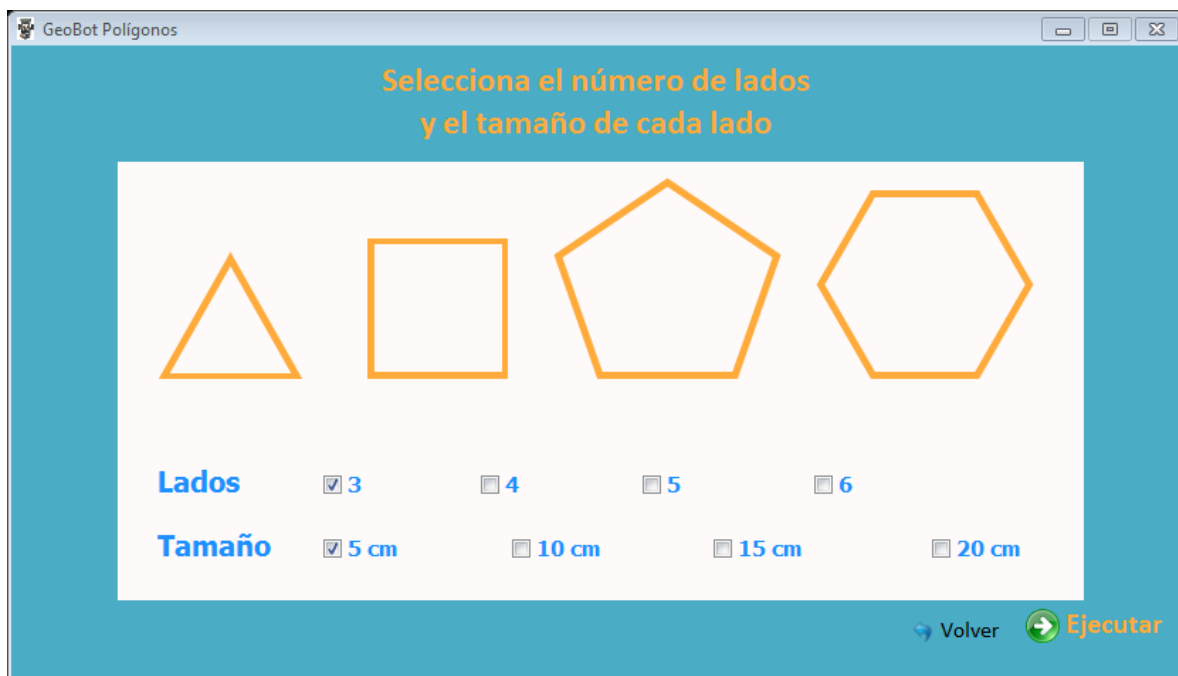 GeoBot Polígonos
Selecciona el número de lados
y el tamaño de cada lado
Lados 3 4 5 6
Tamaño 5 cm 10 cm 15 cm 20 cm
Volver Ejecutar